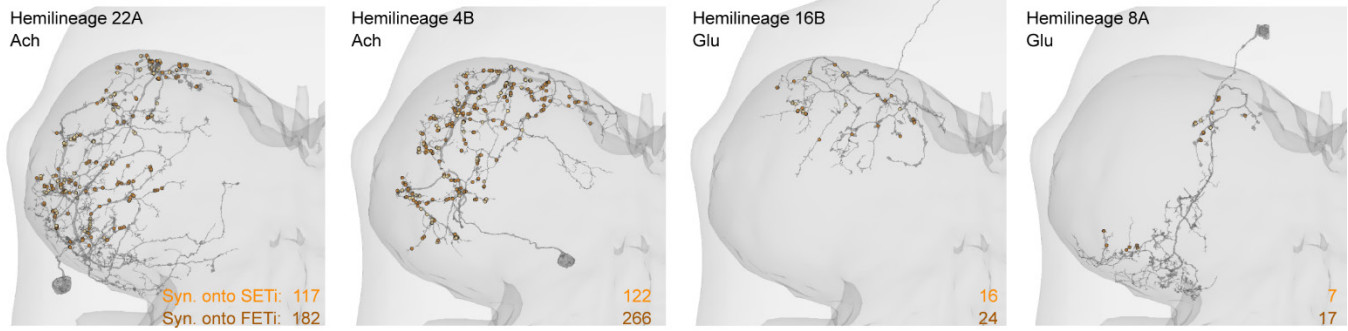 Hemilineage 22A
Ach
Syn. onto SETi: 117
Syn. onto FETi: 182
Hemilineage 4B
Ach
122
266
Hemilineage 16B
Glu
16
24
Hemilineage 8A
Glu
7
17